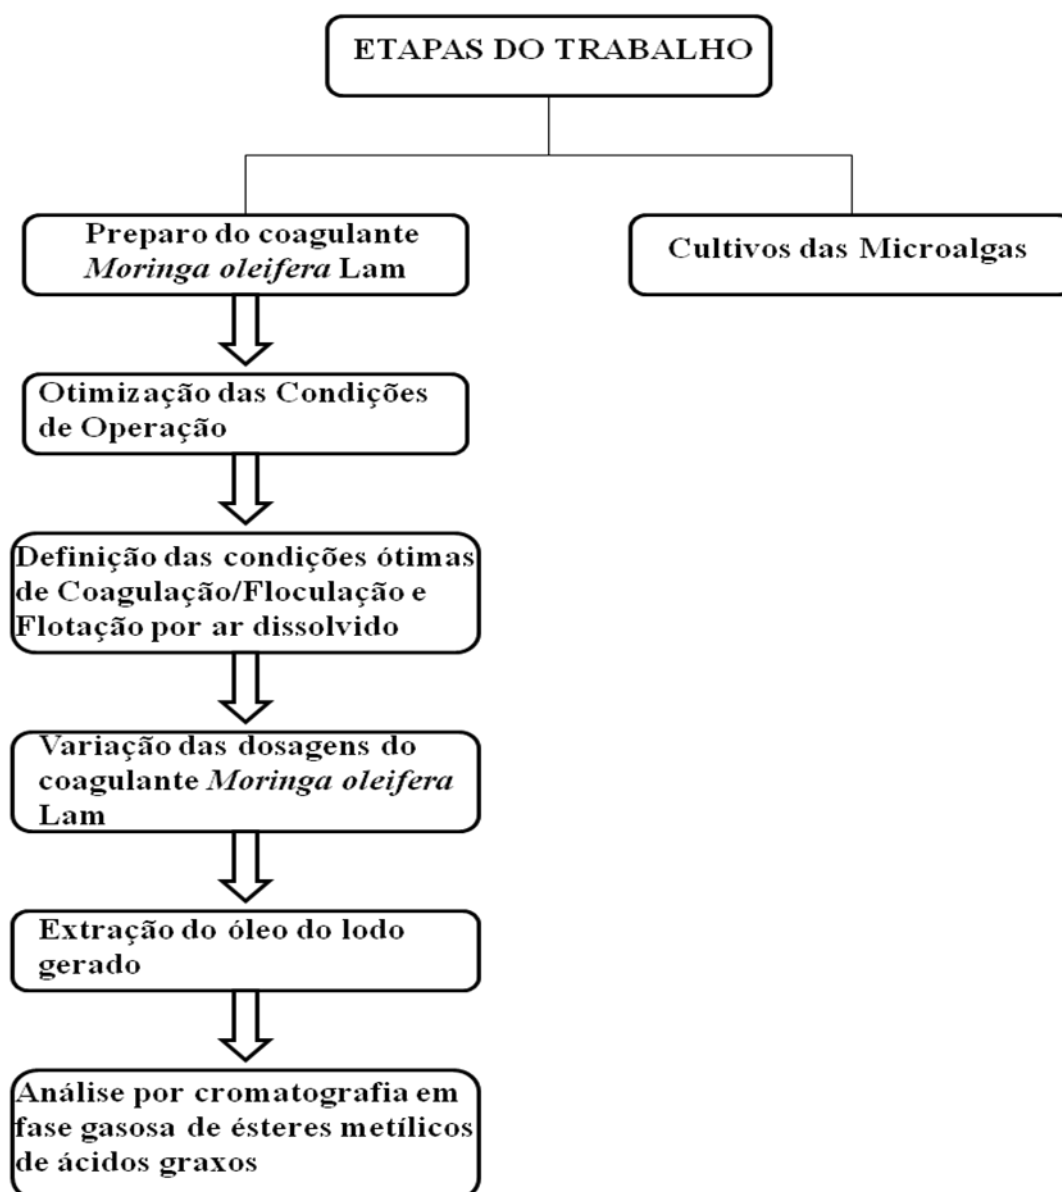 ETAPAS DO TRABALHO
Preparo do coagulante
Moringa oleifera Lam
Cultivos das Microalgas
Otimização das Condições
de Operação
Definição das condições ótimas
de Coagulação/Floculação e
Flotação por ar dissolvido
Variação das dosagens do
coagulante Moringa oleifera
Lam
Extração do óleo do lodo
gerado
Análise por cromatografia em
fase gasosa de ésteres metílicos
de ácidos graxos